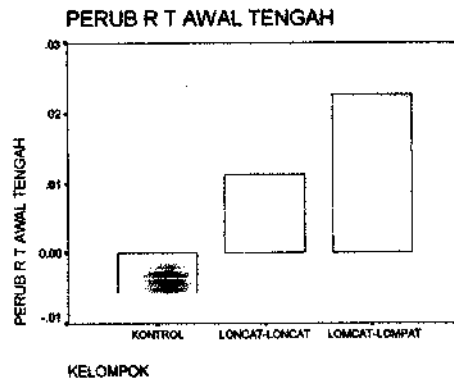 PERUB R T AWAL TENGAH
.03
.02
.01
0.00
-.01
PERUB R T AWAL TENGAH
KONTROL
LONCAT-LONCAT
LOMCAT-LOMPAT
KELOMPOK